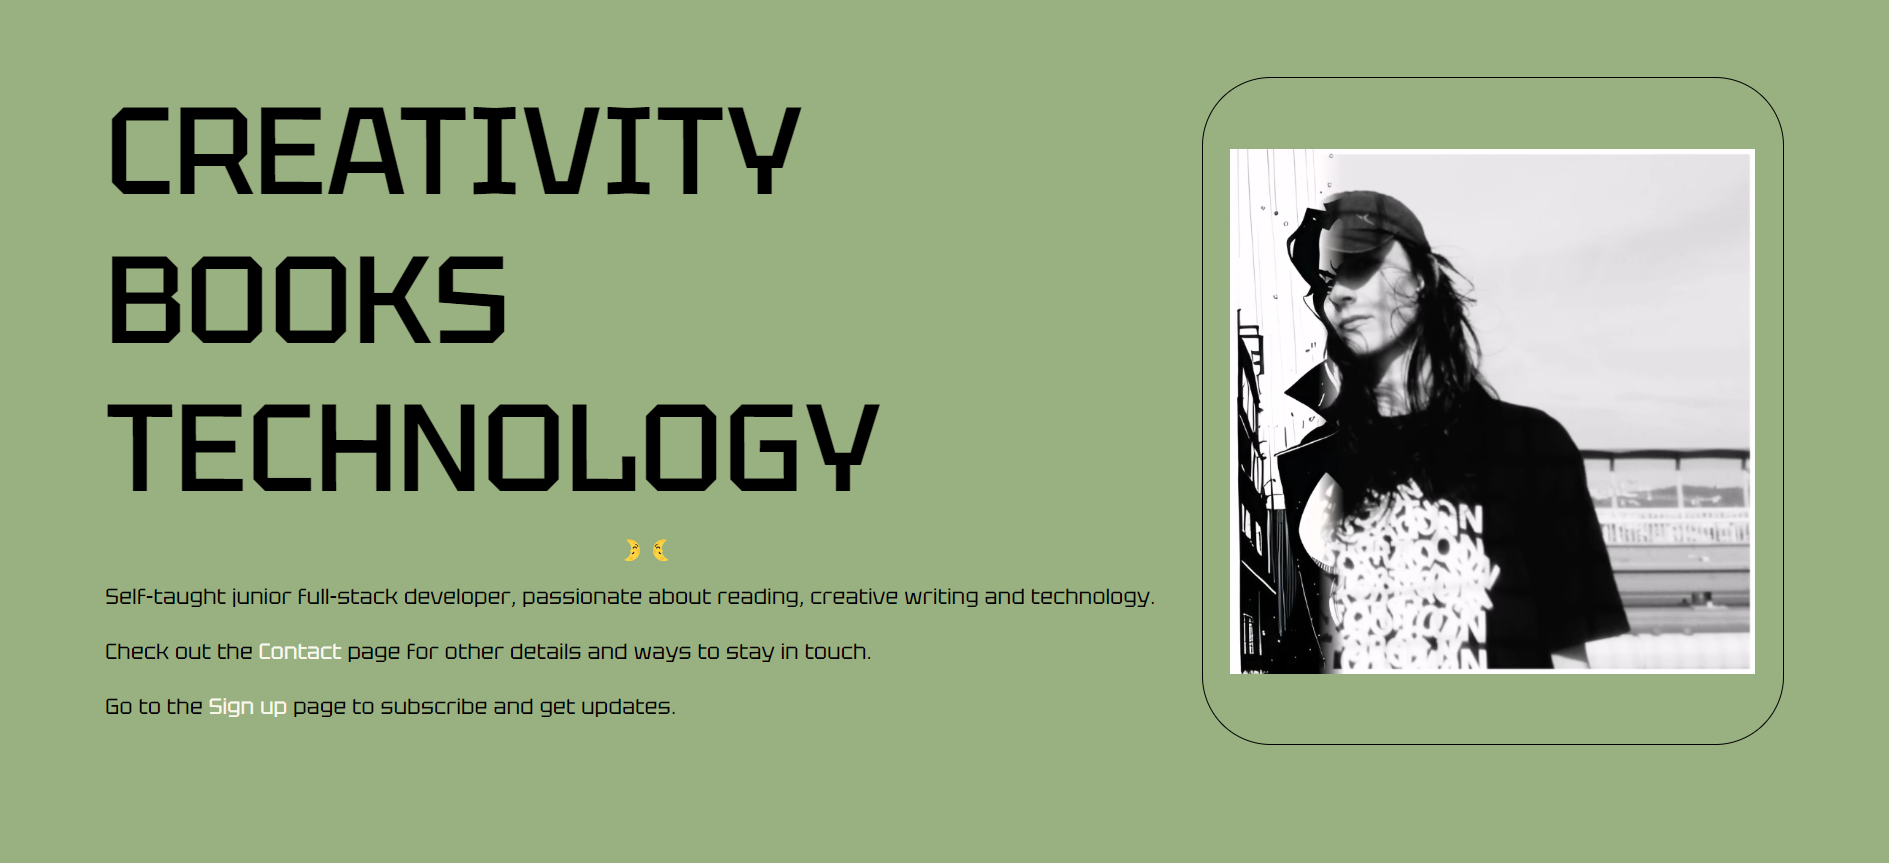 CREATIVITY
BOOKS
TECHNOLOGY
Self-taught junior full-stack developer, passionate about reading, creative writing and technology.
Check out the Contact page for other details and ways to stay in touch.
Go to the Sign up page to subscribe and get updates.